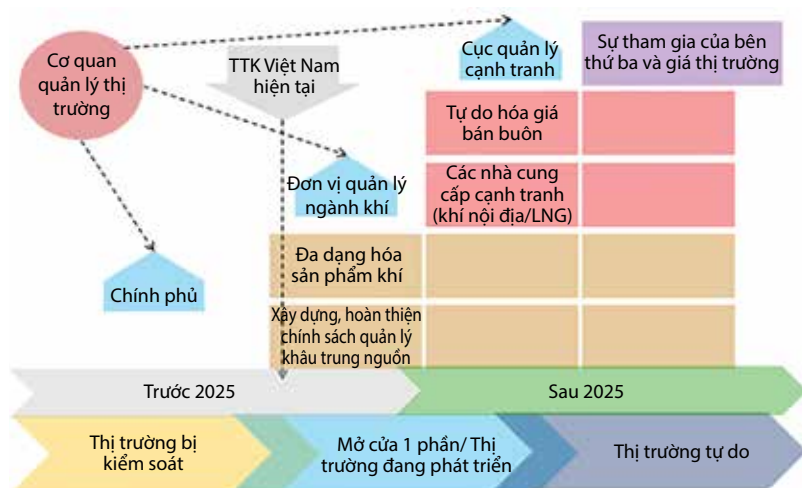 Cơ quan
quản lý thị
trường
TTK Việt Nam
hiện tại
Cục quản lý
cạnh tranh
Sự tham gia của bên
thứ ba và giá thị trường
Tự do hóa giá
bán buôn
Đơn vị quản lý
ngành khí
Các nhà cung
cấp cạnh tranh
(khí nội địa/LNG)
Chính phủ
Đa dạng hóa
sản phẩm khí
Xây dựng, hoàn thiện
chính sách quản lý
khâu trung nguồn
Trước 2025
Sau 2025
Thị trường bị
kiểm soát
Mở cửa 1 phần/ Thị
trường đang phát triển
Thị trường tự do